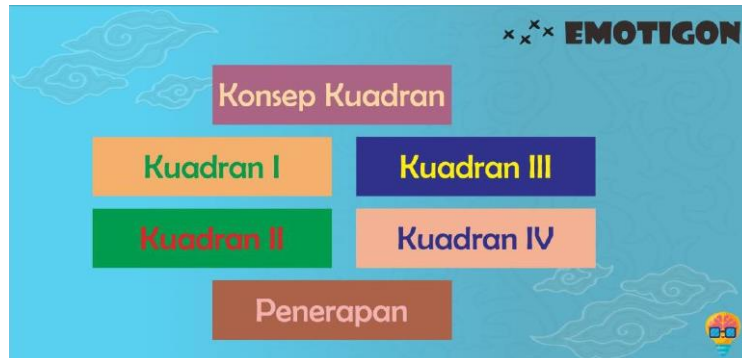 EMOTIGON
Konsep Kuadran
Kuadran I
Kuadran III
Kuadran II
Kuadran IV
Penerapan